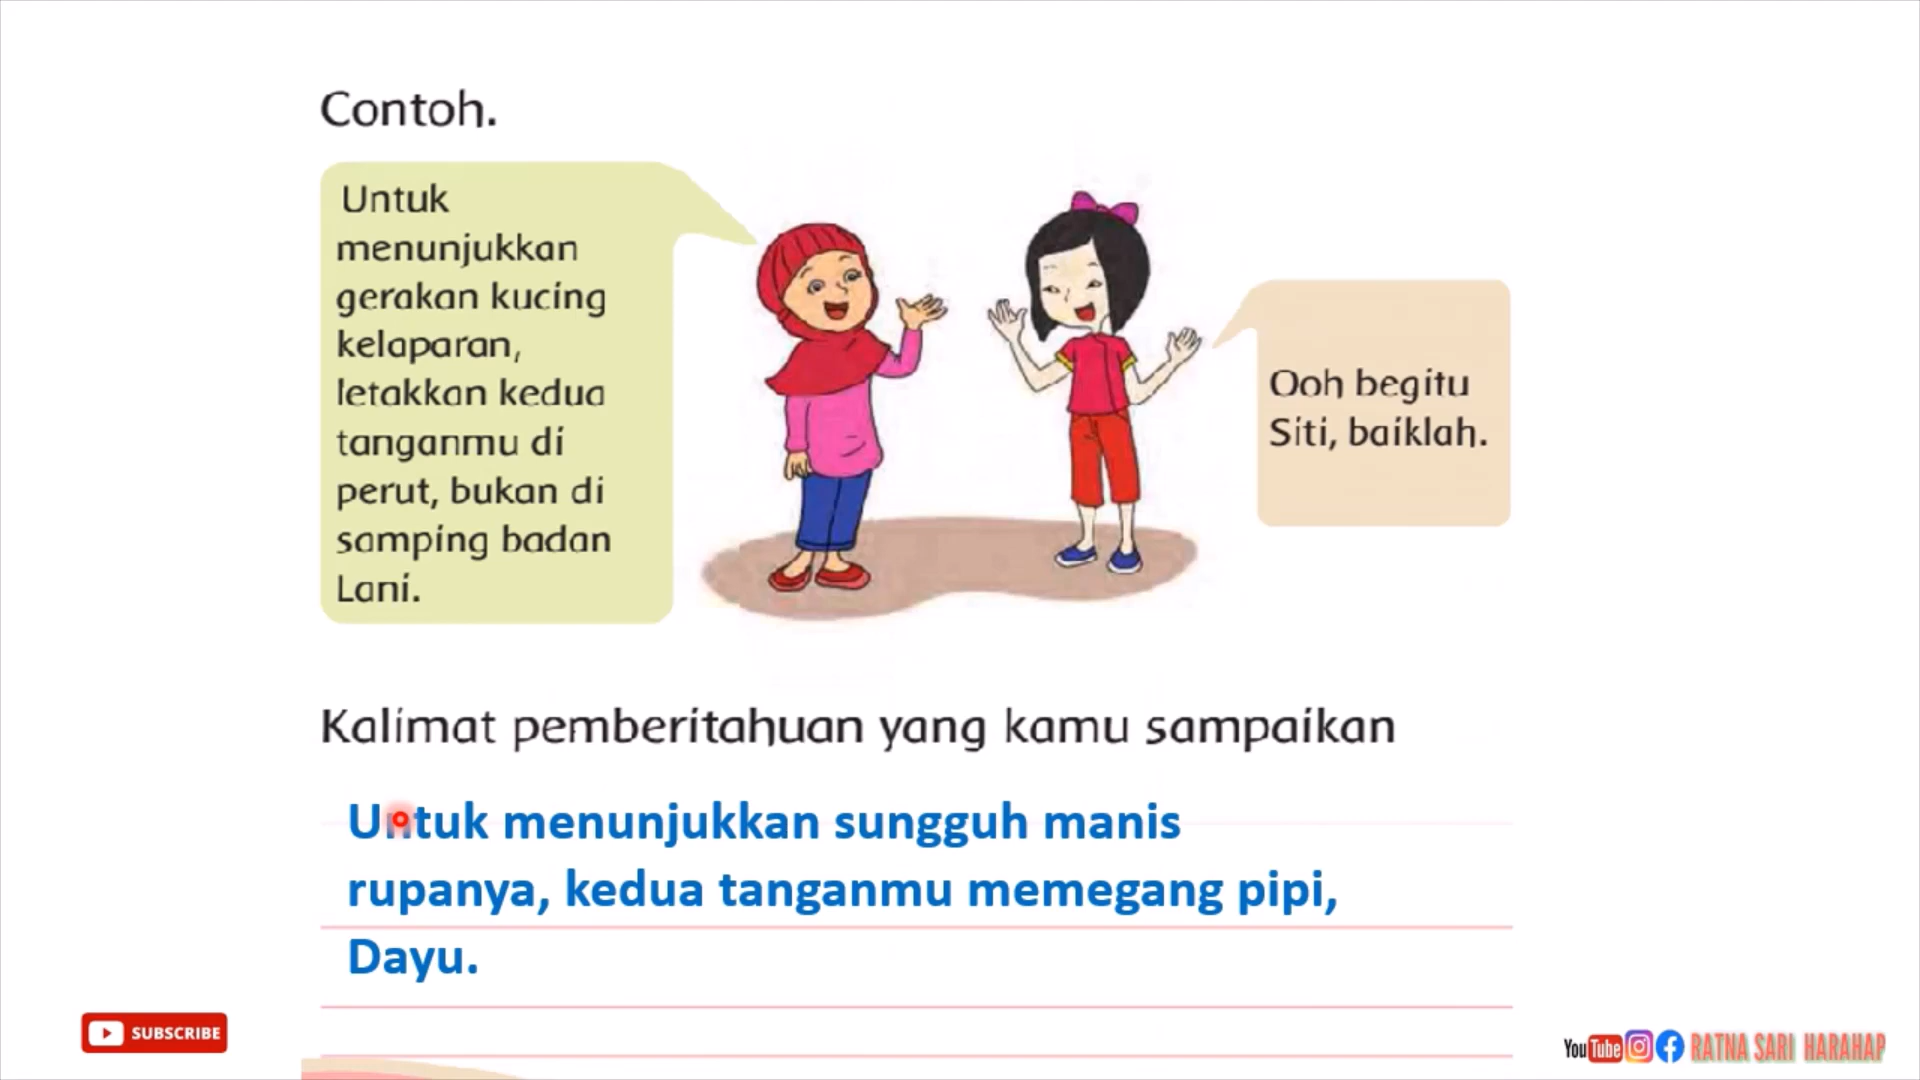 Contoh.
Untuk
menunjukkan
gerakan kucing
kelaparan,
letakkan kedua
tanganmu di
perut, bukan di
samping badan
Lani.
Ooh begitu
Siti, baiklah.
Kalimat pemberitahuan yang kamu sampaikan
Untuk menunjukkan sungguh manis
rupanya, kedua tanganmu memegang pipi,
Dayu.
SUBSCRIBE
YouTube RATNA SARI HARAHAP